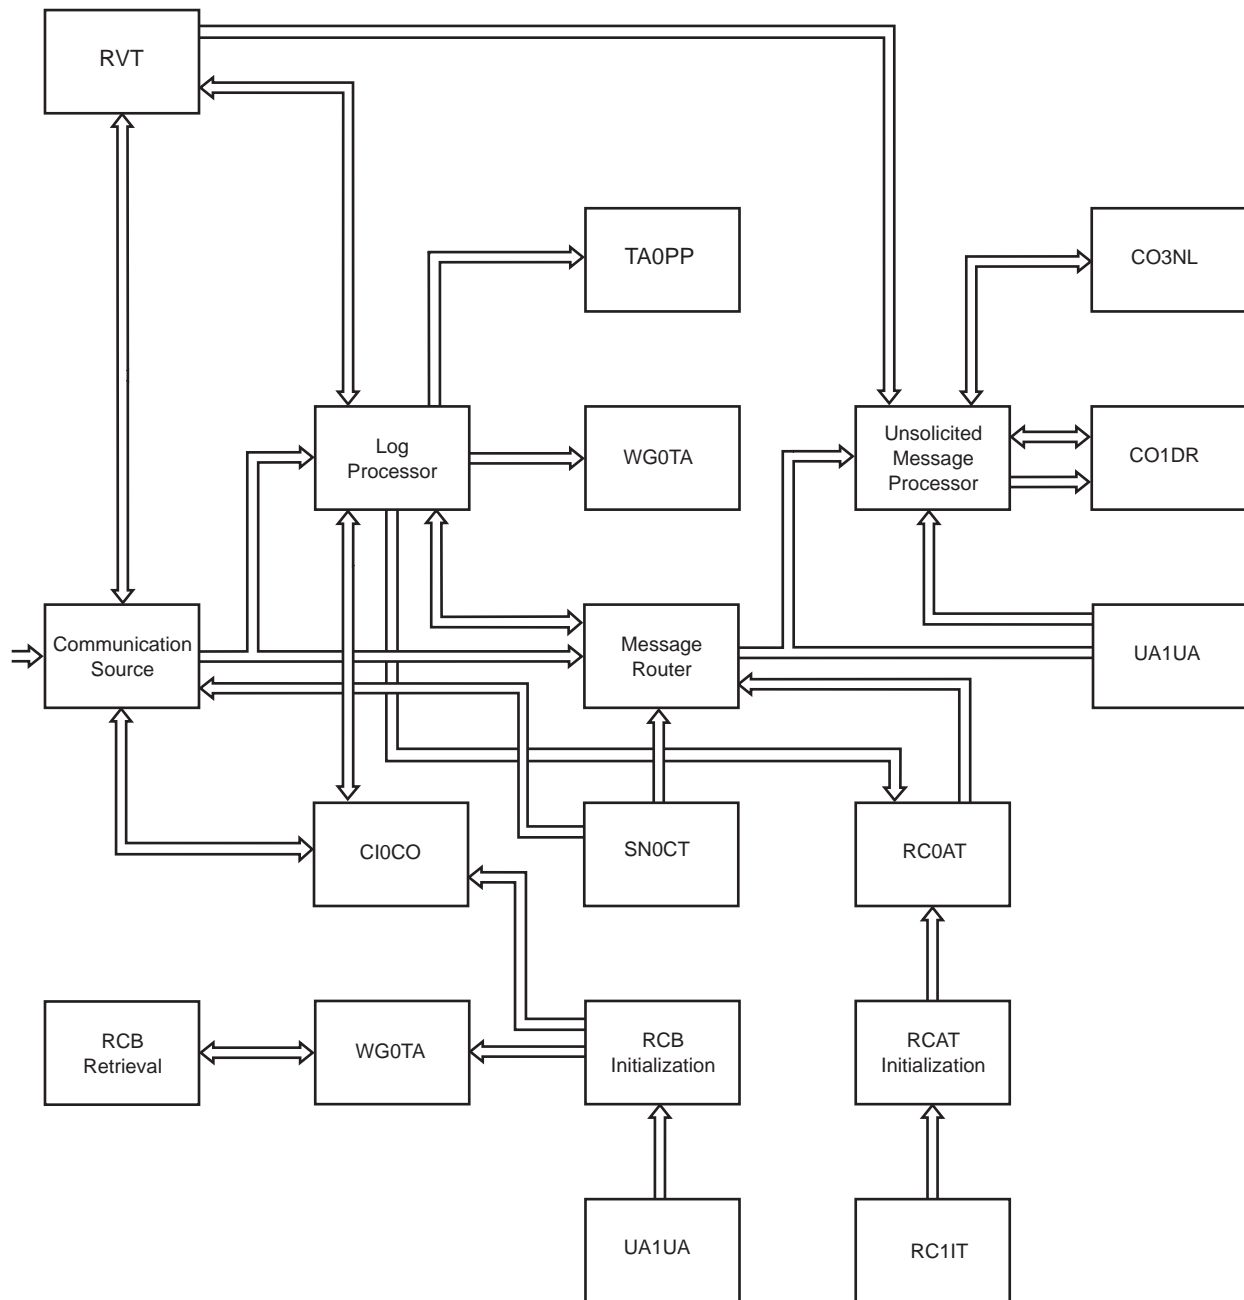 RVT
TA0PP
CO3NL
Log
Processor
WG0TA
Unsolicited
Message
Processor
CO1DR
Communication
Source
Message
Router
UA1UA
CI0CO
SN0CT
RC0AT
RCB
Retrieval
WG0TA
RCB
Initialization
RCAT
Initialization
UA1UA
RC1IT